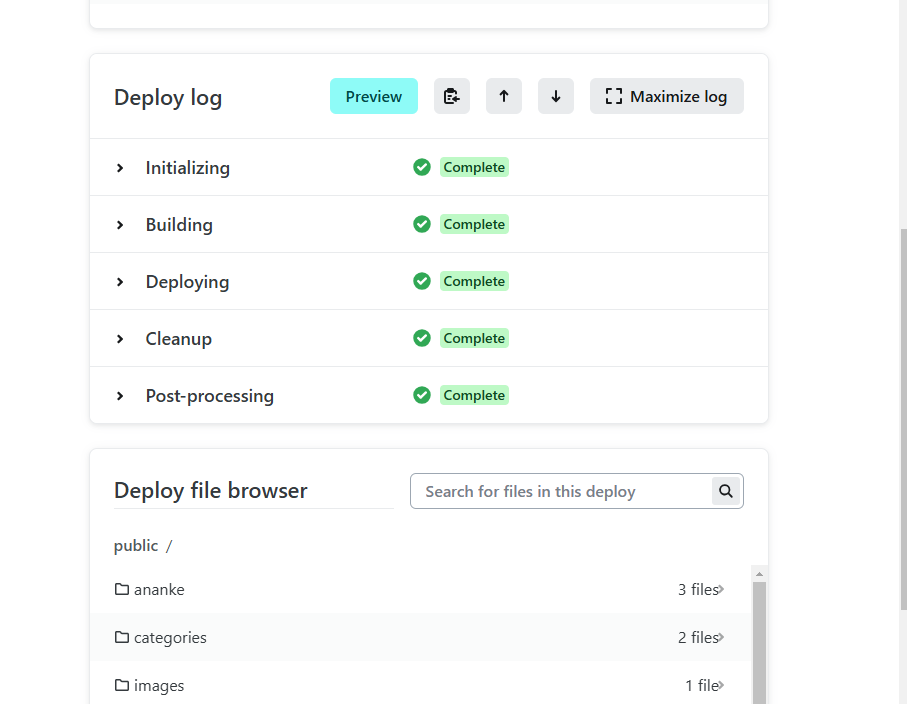 Deploy log
Preview
Maximize log
Initializing Complete
Building Complete
Deploying Complete
Cleanup Complete
Post-processing Complete
Deploy file browser
Search for files in this deploy
public /
ananke 3 files
categories 2 files
images 1 file